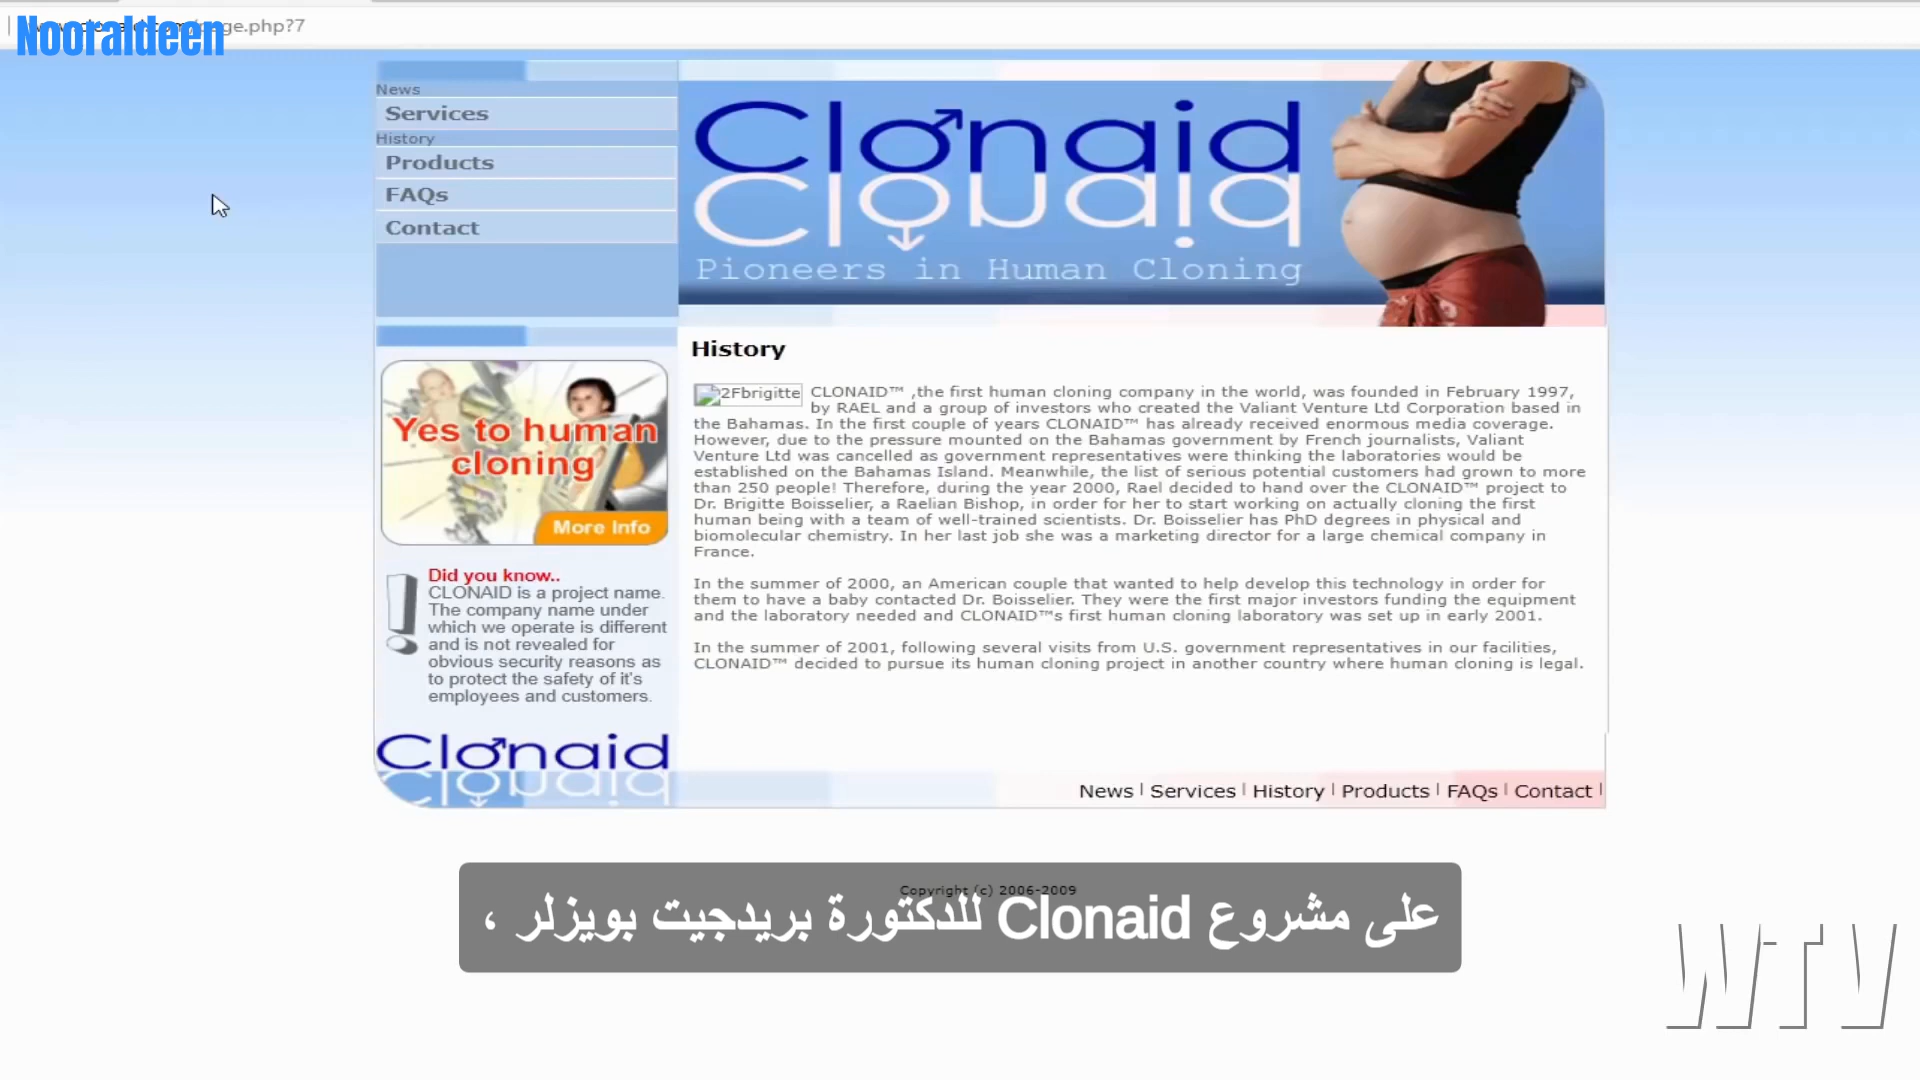 Nooraldeen
page.php?7
News
Services
History
Products
FAQs
Contact
Clonaid
Pioneers in Human Cloning
Yes to human
cloning
More Info
Did you know..
CLONAID is a project name.
The company name under
which we operate is different
and is not revealed for
obvious security reasons as
to protect the safety of it's
employees and customers.
Clonaid
History
2Fbrigitte
CLONAID™ ,the first human cloning company in the world, was founded in February 1997,
by RAEL and a group of investors who created the Valiant Venture Ltd Corporation based in
the Bahamas. In the first couple of years CLONAID™ has already received enormous media coverage.
However, due to the pressure mounted on the Bahamas government by French journalists, Valiant
Venture Ltd was cancelled as government representatives were thinking the laboratories would be
established on the Bahamas Island. Meanwhile, the list of serious potential customers had grown to more
than 250 people! Therefore, during the year 2000, Rael decided to hand over the CLONAID™ project to
Dr. Brigitte Boisselier, a Raelian Bishop, in order for her to start working on actually cloning the first
human being with a team of well-trained scientists. Dr. Boisselier has PhD degrees in physical and
biomolecular chemistry. In her last job she was a marketing director for a large chemical company in
France.
In the summer of 2000, an American couple that wanted to help develop this technology in order for
them to have a baby contacted Dr. Boisselier. They were the first major investors funding the equipment
and the laboratory needed and CLONAID™s first human cloning laboratory was set up in early 2001.
In the summer of 2001, following several visits from U.S. government representatives in our facilities,
CLONAID™ decided to pursue its human cloning project in another country where human cloning is legal.
News | Services | History | Products | FAQs | Contact |
Copyright (c) 2006-2009
على مشروع Clonaid للدكتورة بريدجيت بويزلر ،
WTV